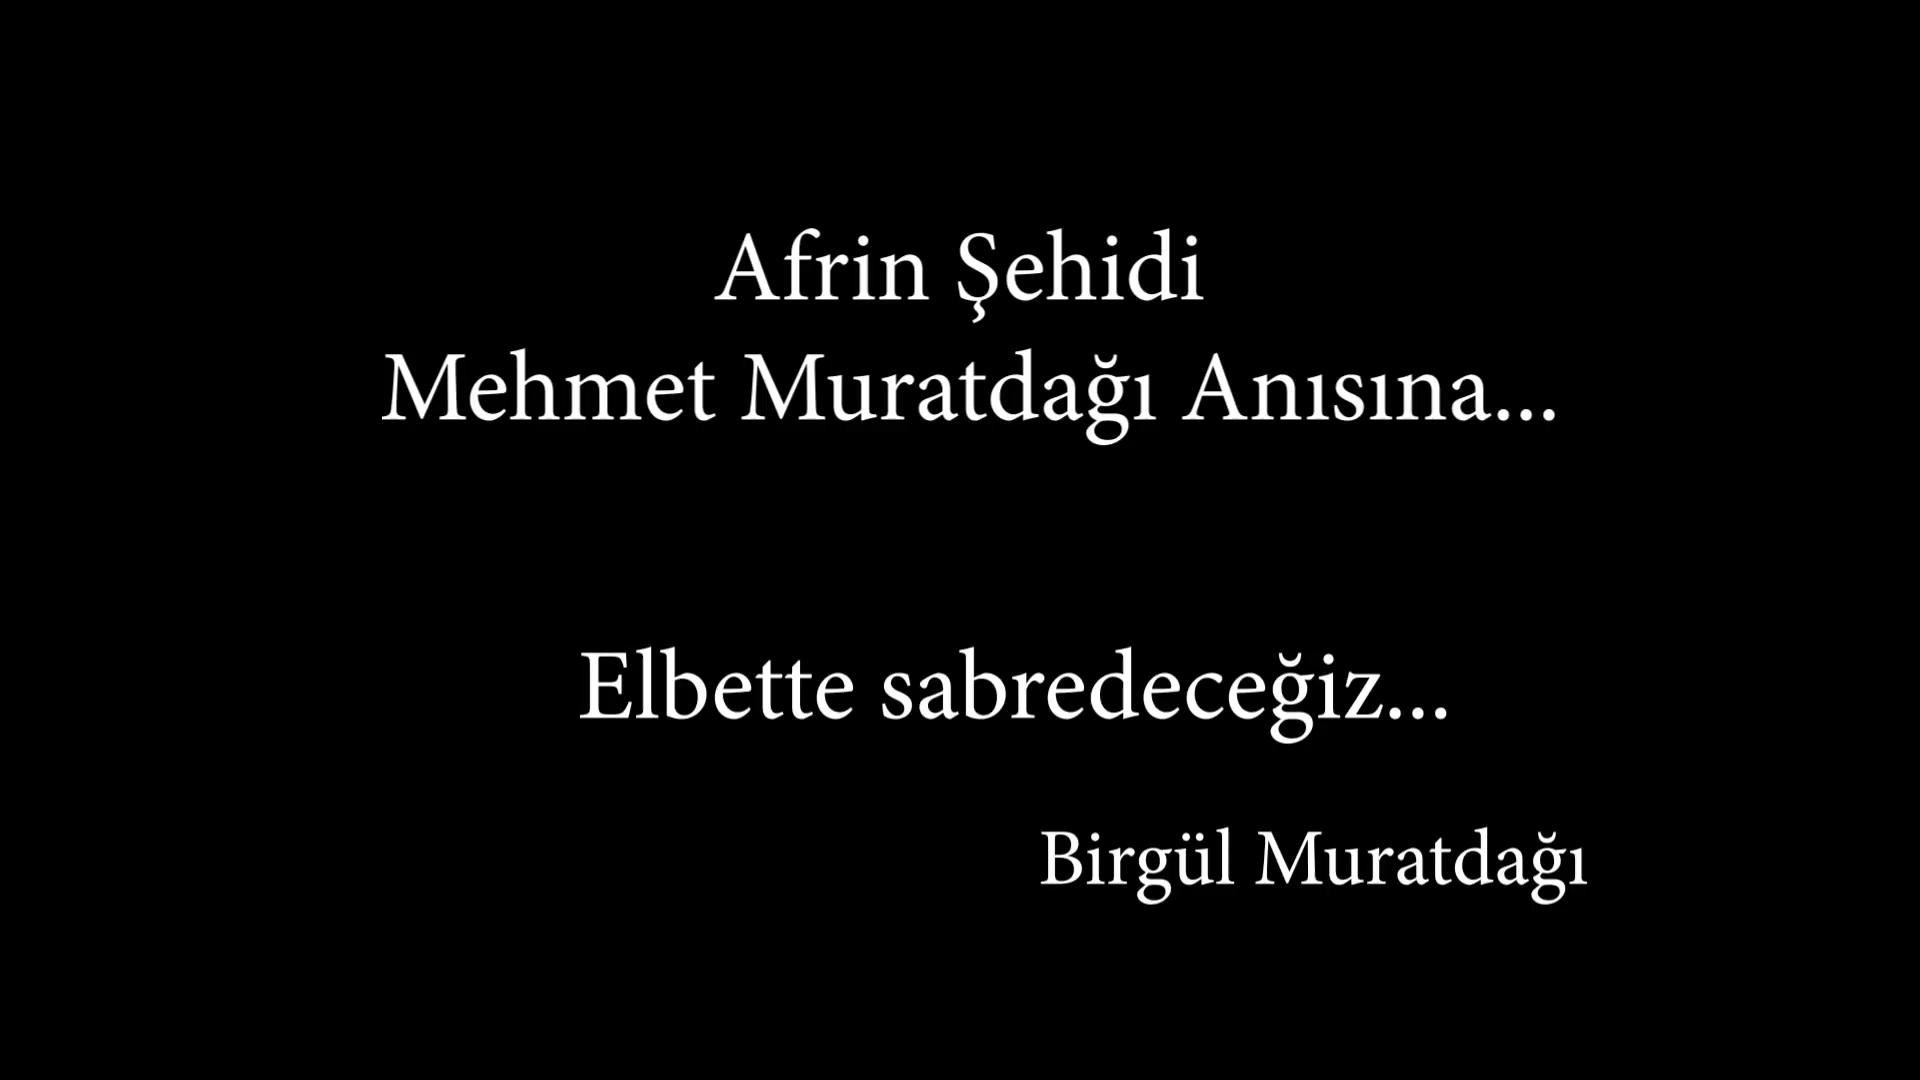 Afrin Şehidi
Mehmet Muratdağı Anısına...
Elbette sabredeceğiz...
Birgül Muratdağı